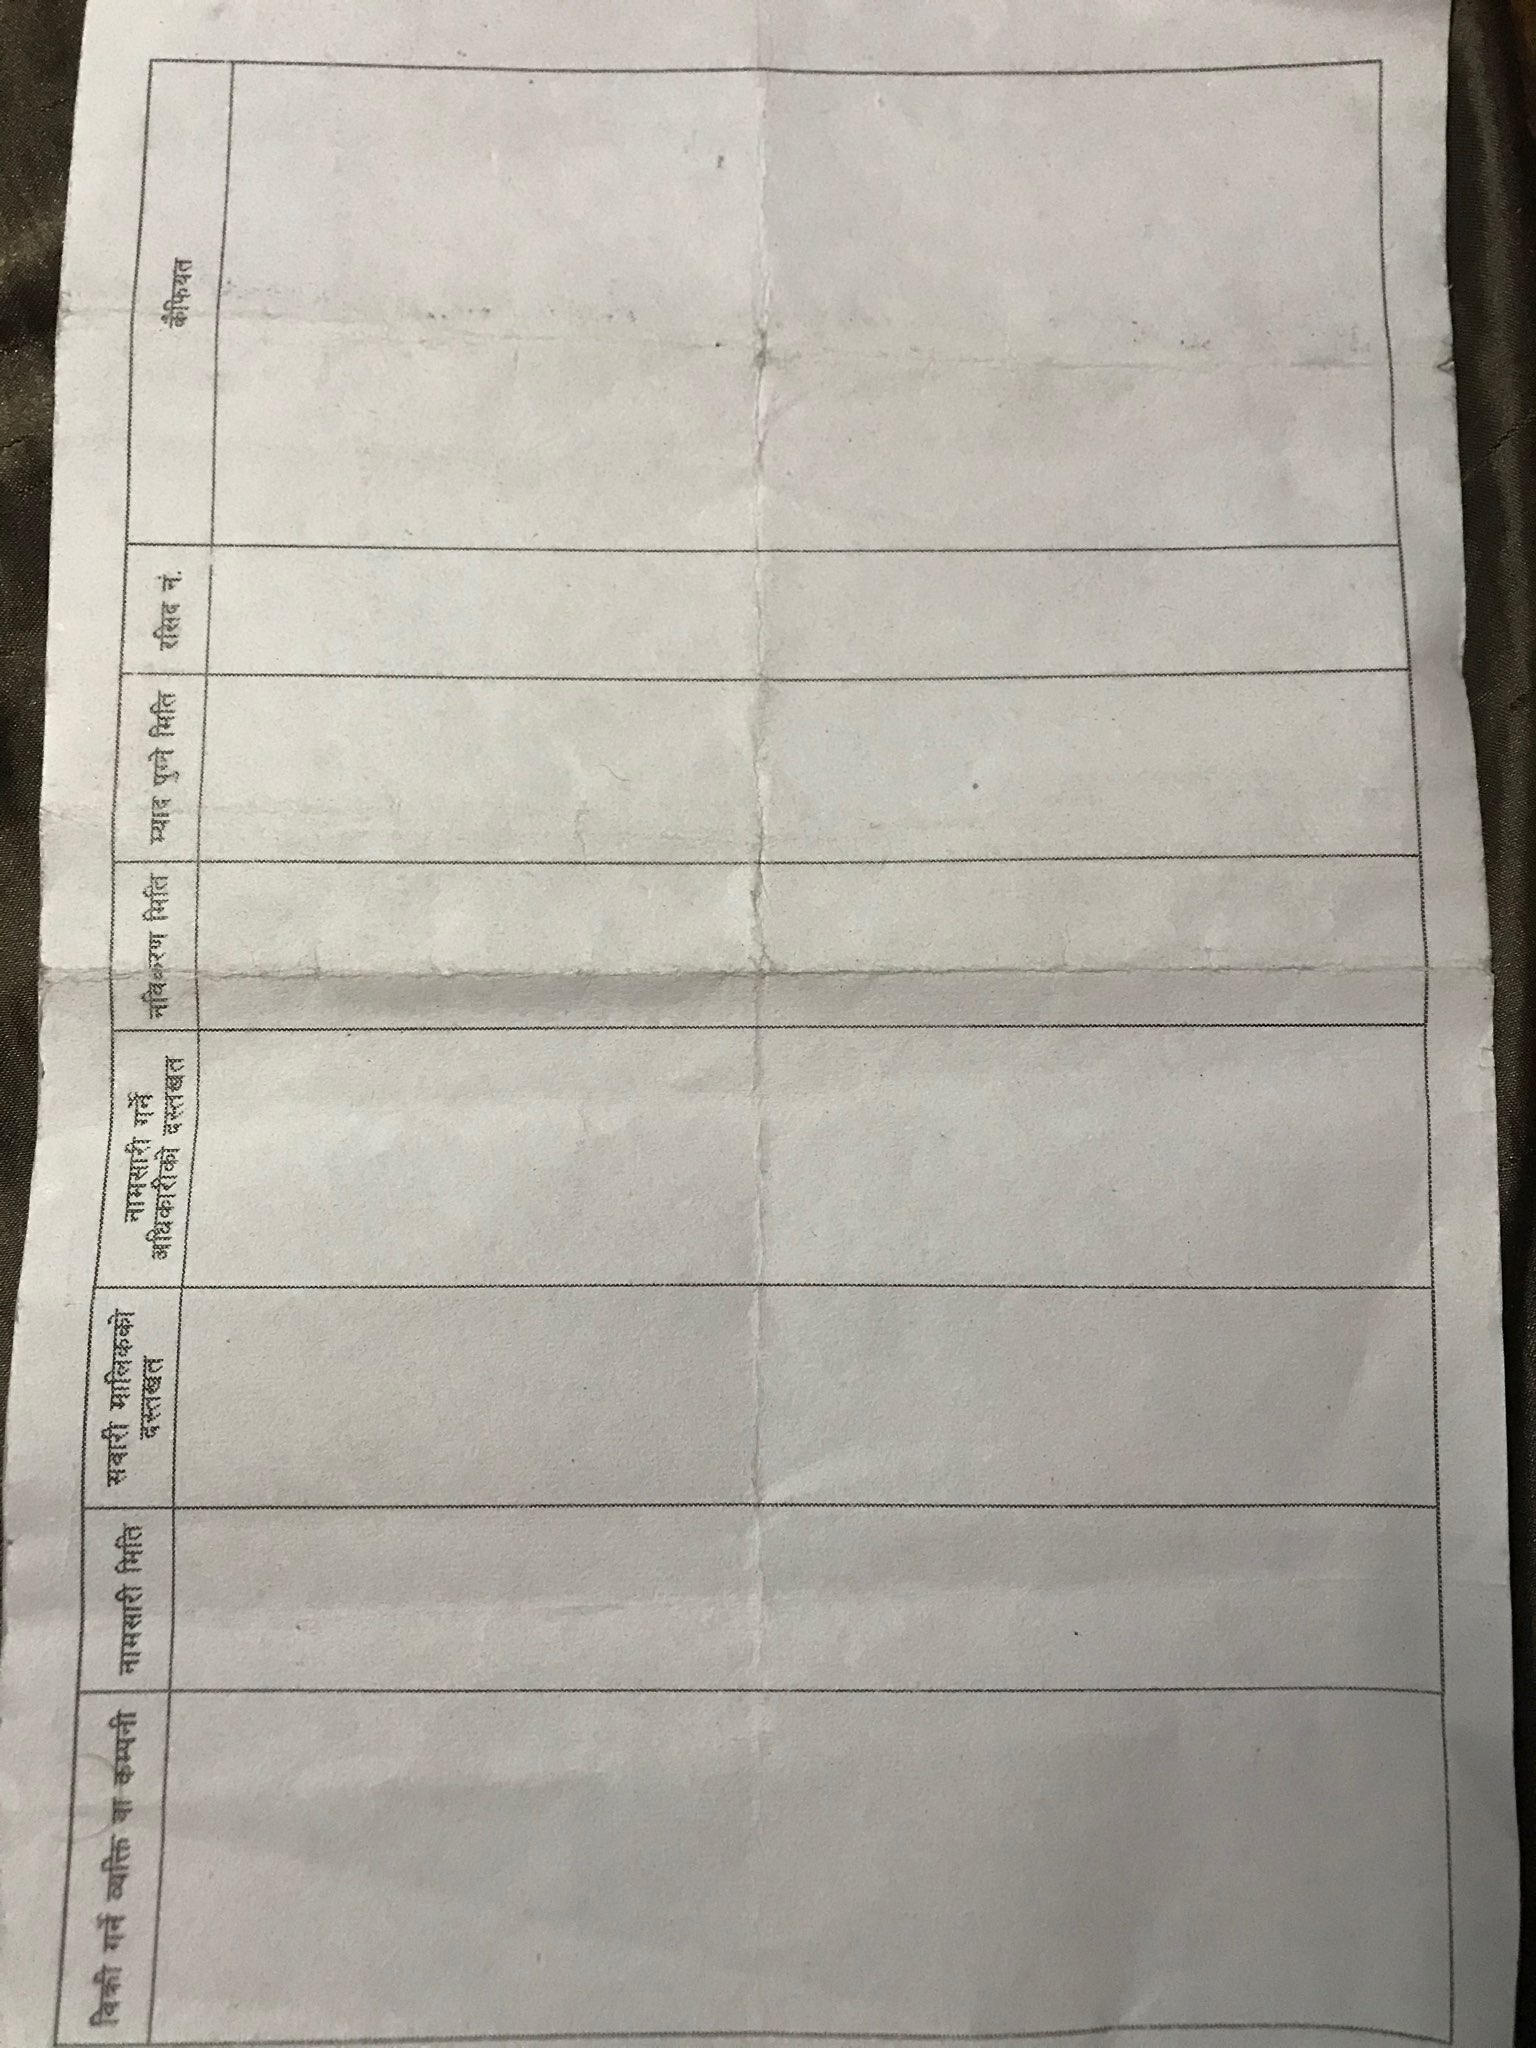 बिक्री गर्ने व्यक्ति वा कम्पनी
नामसारी मिति
सवारी मालिकको
दस्तखत
नामसारी गर्ने
अधिकारीको दस्तखत
नविकरण मिति
म्याद पुग्ने मिति
रसिद नं.
कैफियत